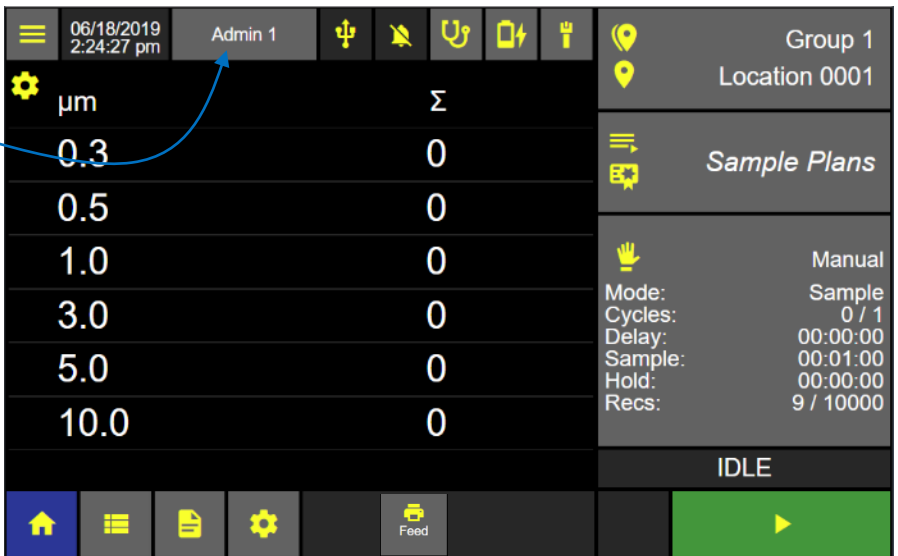 06/18/2019
2:24:27 pm
Admin 1
µm Σ
0.3 0
0.5 0
1.0 0
3.0 0
5.0 0
10.0 0
Group 1
Location 0001
Sample Plans
Manual
Mode: Sample
Cycles: 0 / 1
Delay: 00:00:00
Sample: 00:01:00
Hold: 00:00:00
Recs: 9 / 10000
IDLE
Feed